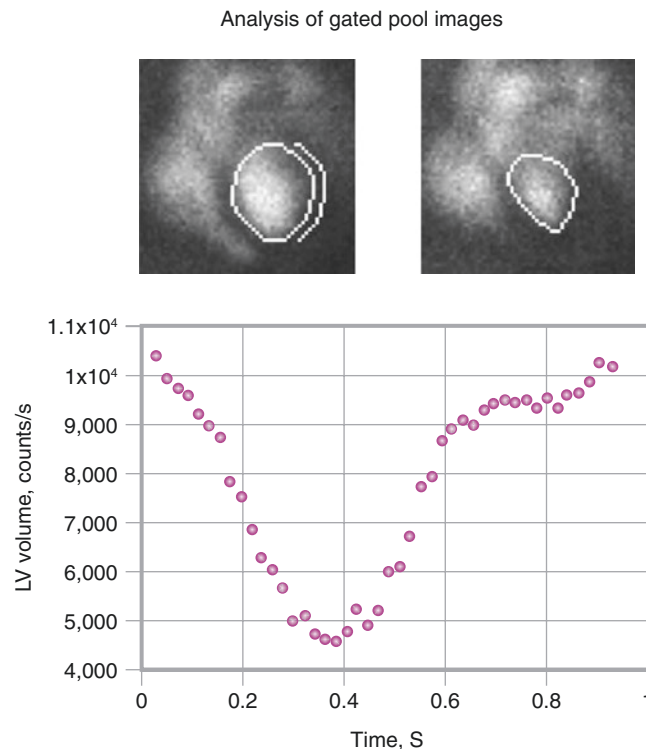 Analysis of gated pool images
1.1x10⁴
1x10⁴
9,000
8,000
7,000
6,000
5,000
4,000
LV volume, counts/s
0
0.2
0.4
0.6
0.8
Time, S